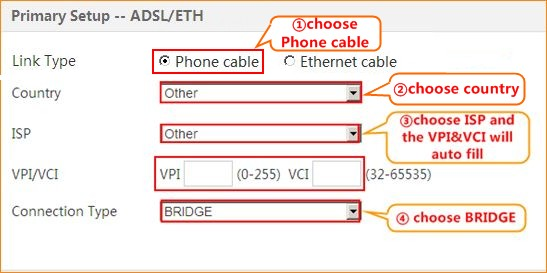 Primary Setup -- ADSL/ETH
①choose
Phone cable
Link Type Phone cable Ethernet cable
Country Other ②choose country
ISP Other ③choose ISP and
the VPI&VCI will
auto fill
VPI/VCI VPI (0-255) VCI (32-65535)
Connection Type BRIDGE ④ choose BRIDGE